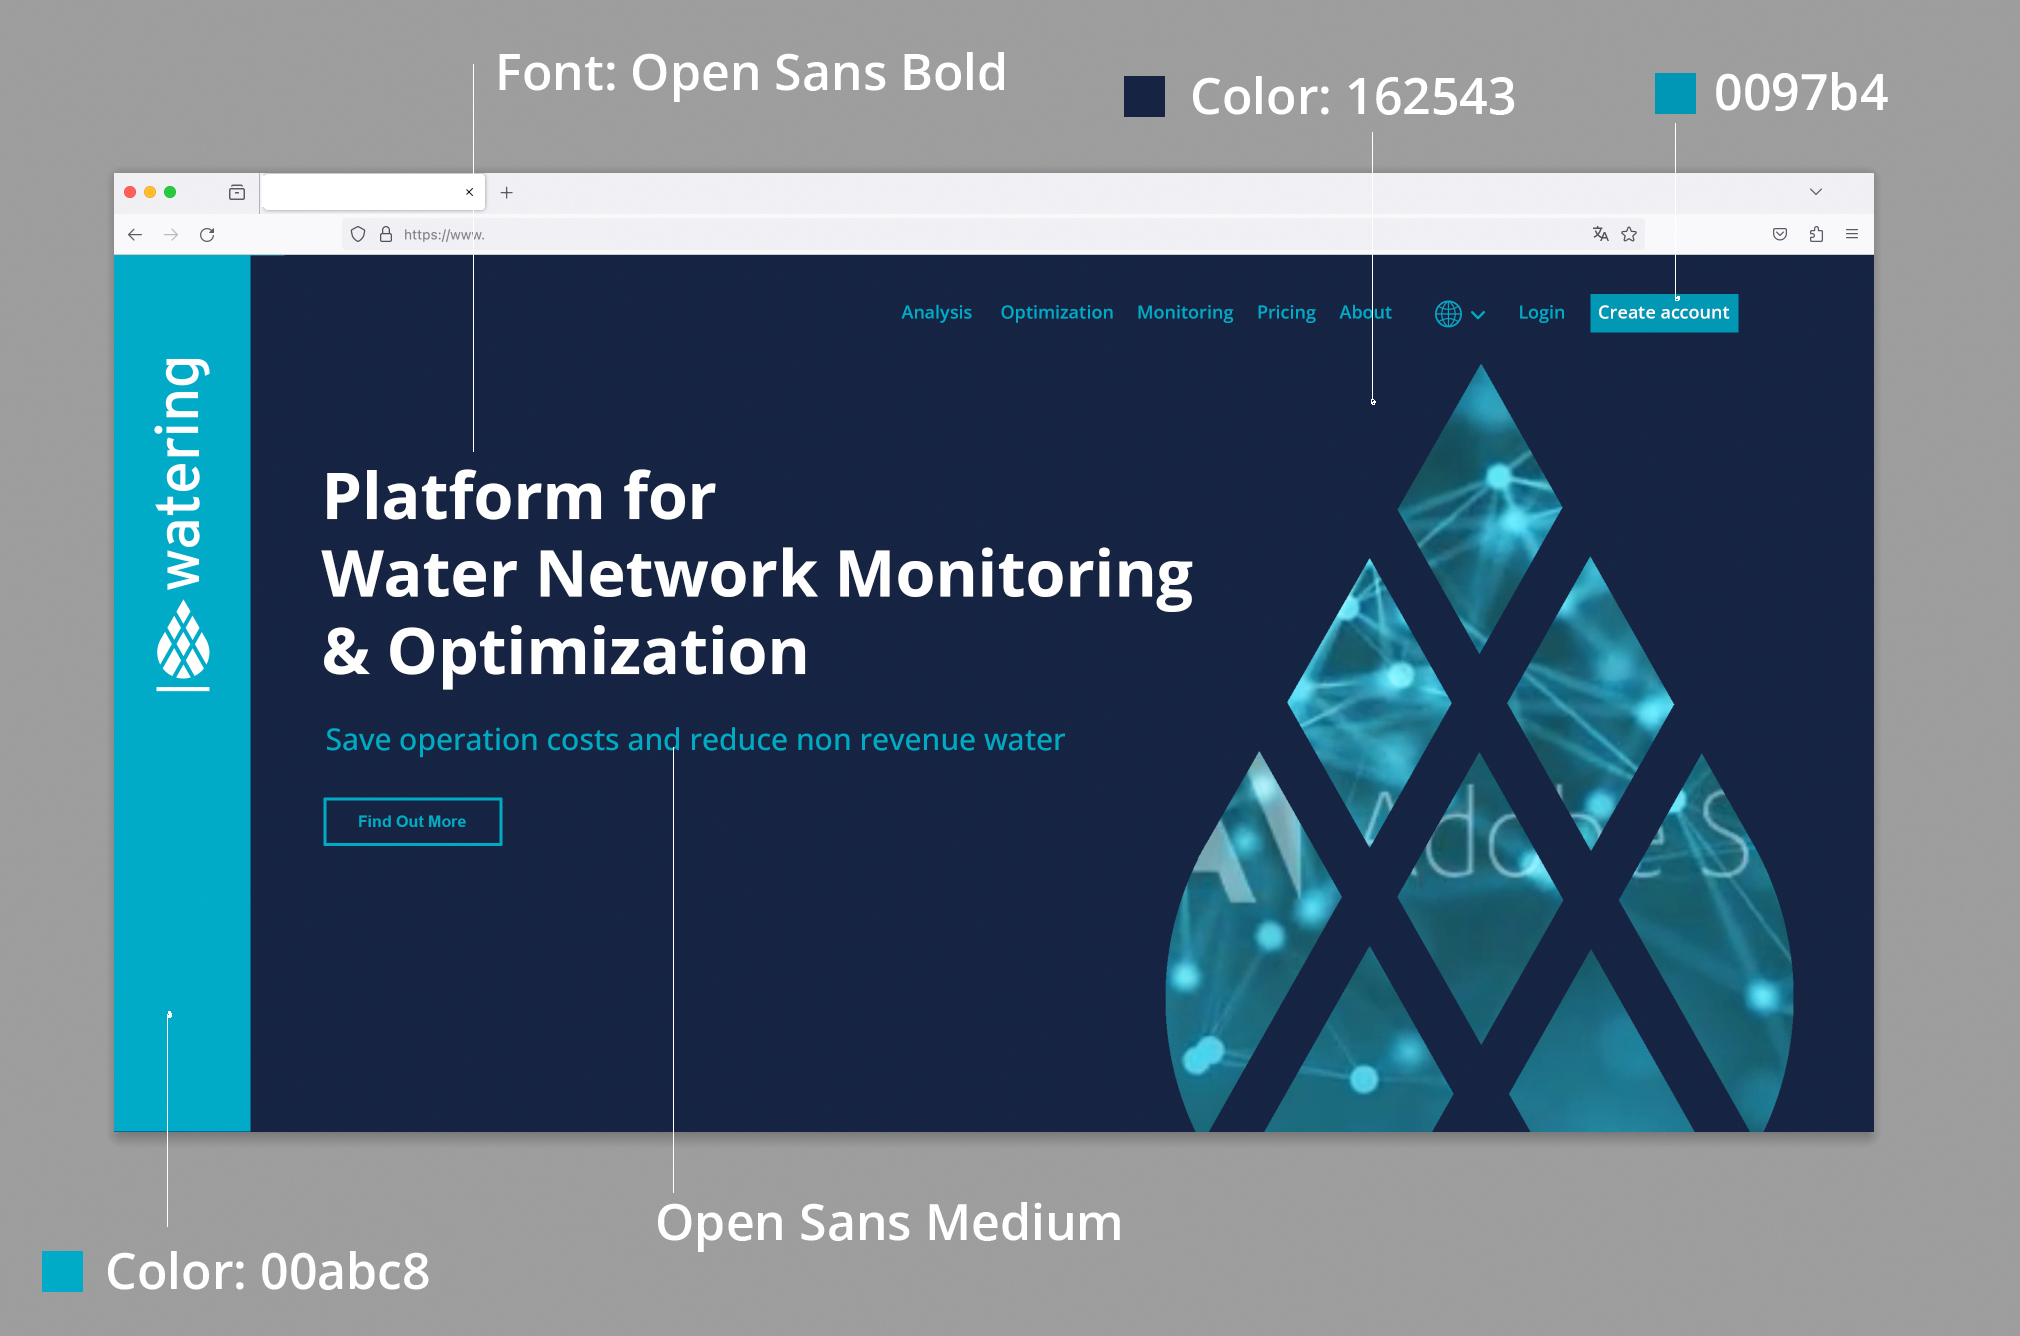 Font: Open Sans Bold
Color: 162543
0097b4
https://www.
Analysis Optimization Monitoring Pricing About Login Create account
watering
Platform for
Water Network Monitoring
& Optimization
Save operation costs and reduce non revenue water
Find Out More
Adobe S
Open Sans Medium
Color: 00abc8